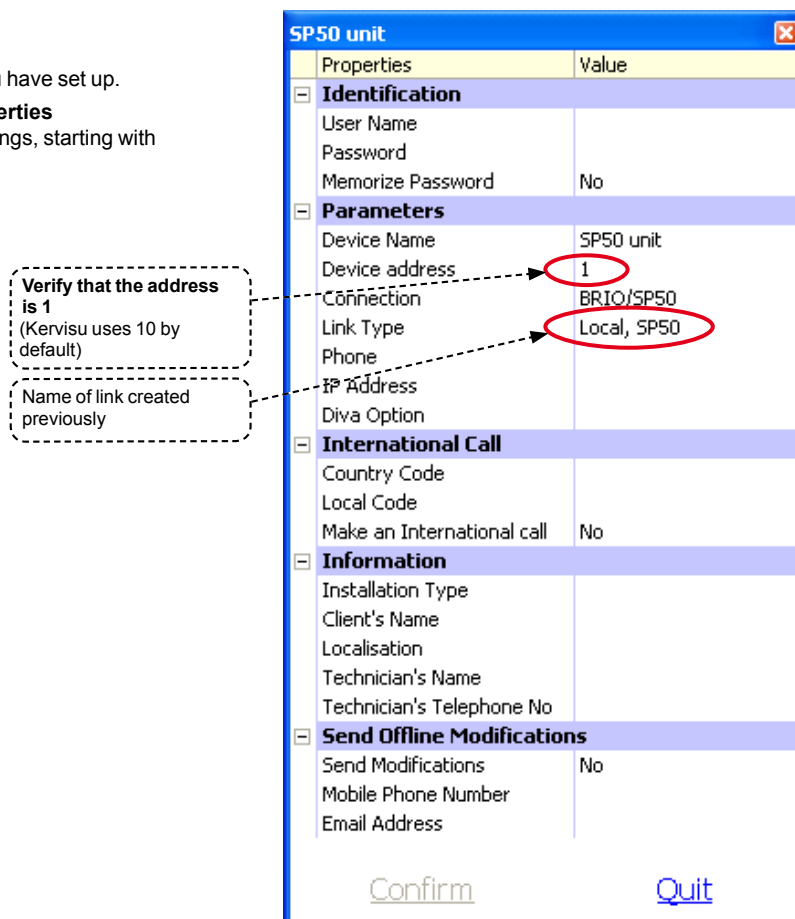 have set up.
erties
ngs, starting with
Verify that the address
is 1
(Kervisu uses 10 by
default)
Name of link created
previously
SP50 unit
Properties Value
Identification
User Name
Password
Memorize Password No
Parameters
Device Name SP50 unit
Device address 1
Connection BRIO/SP50
Link Type Local, SP50
Phone
IP Address
Diva Option
International Call
Country Code
Local Code
Make an International call No
Information
Installation Type
Client's Name
Localisation
Technician's Name
Technician's Telephone No
Send Offline Modifications
Send Modifications No
Mobile Phone Number
Email Address
Confirm Quit